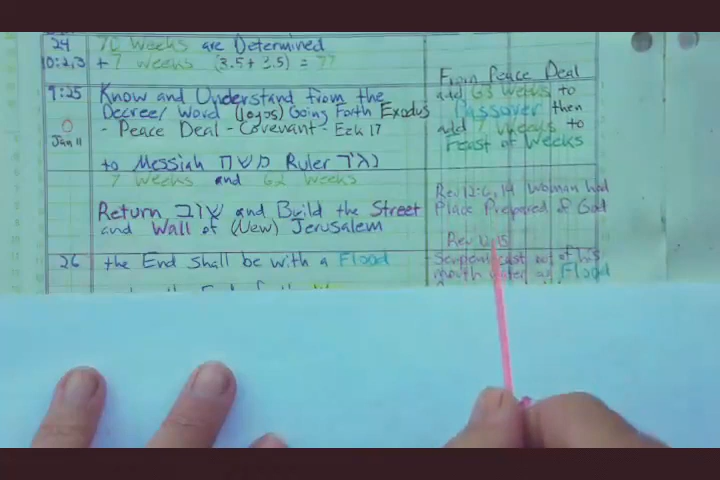 24 70 Weeks are Determined
10:2,3 + 7 weeks (3.5+3.5) = 77
From Peace Deal
9:25 Know and Understand from the
add 63 weeks to
Decree/Word (Logos) Going Forth Exodus
Passover then
- Peace Deal - Covenant - Ezk 17
add 7 weeks to
0
Jan 11
Feast of Weeks
to Messiah משח Ruler נגיד
7 weeks and 62 weeks
Rev 12:6, 14 Woman had
Place Prepared of God
Return שוב and Build the Street
and Wall of (New) Jerusalem
Rev 12:15
26 the End Shall be with a Flood
Serpent cast out of his
mouth water as Flood